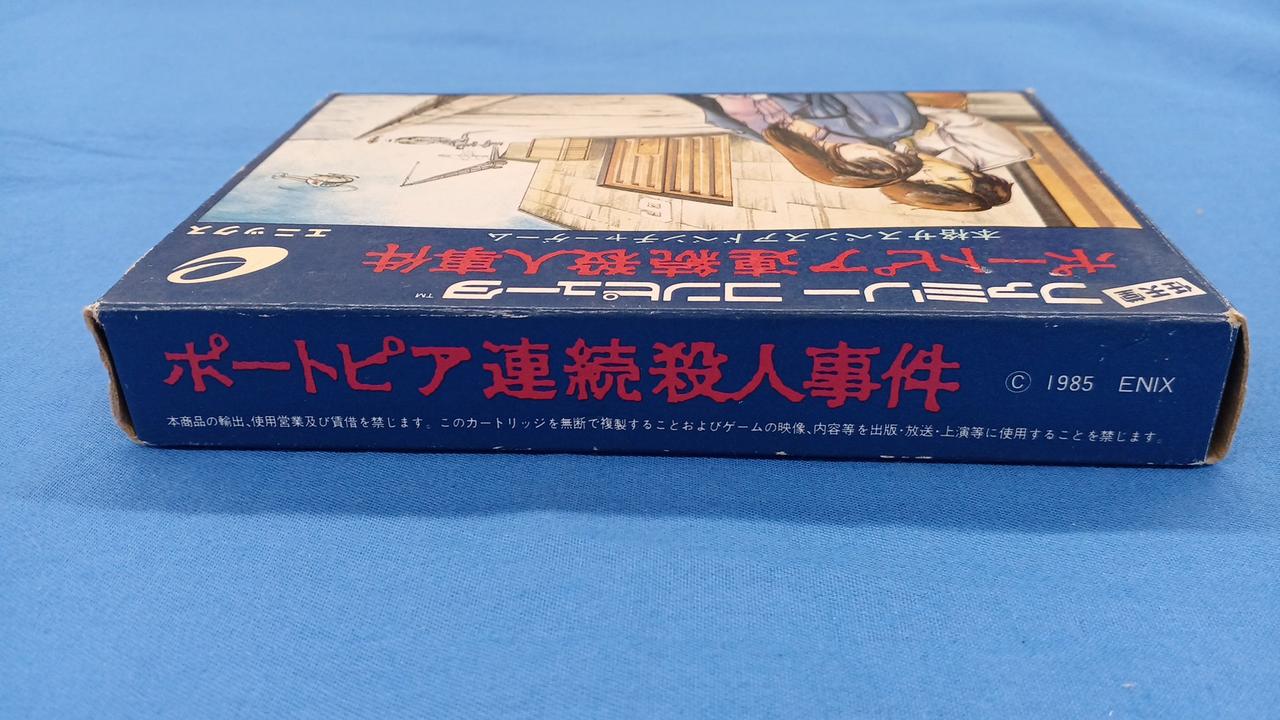 エニックス
本格サスペンスアドベンチャーゲーム
ポートピア連続殺人事件
任天堂
ファミリーコンピュータ™
ポートピア連続殺人事件
© 1985 ENIX
本商品の輸出、使用営業及び賃借を禁じます。このカートリッジを無断で複製することおよびゲームの映像、内容等を出版・放送・上演等に使用することを禁じます。